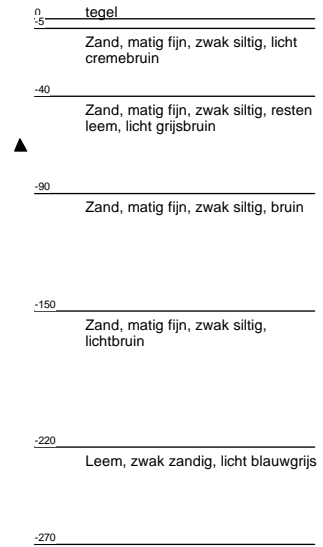 0 tegel
-5
Zand, matig fijn, zwak siltig, licht
cremebruin
-40
Zand, matig fijn, zwak siltig, resten
leem, licht grijsbruin
-90
Zand, matig fijn, zwak siltig, bruin
-150
Zand, matig fijn, zwak siltig,
lichtbruin
-220
Leem, zwak zandig, licht blauwgrijs
-270